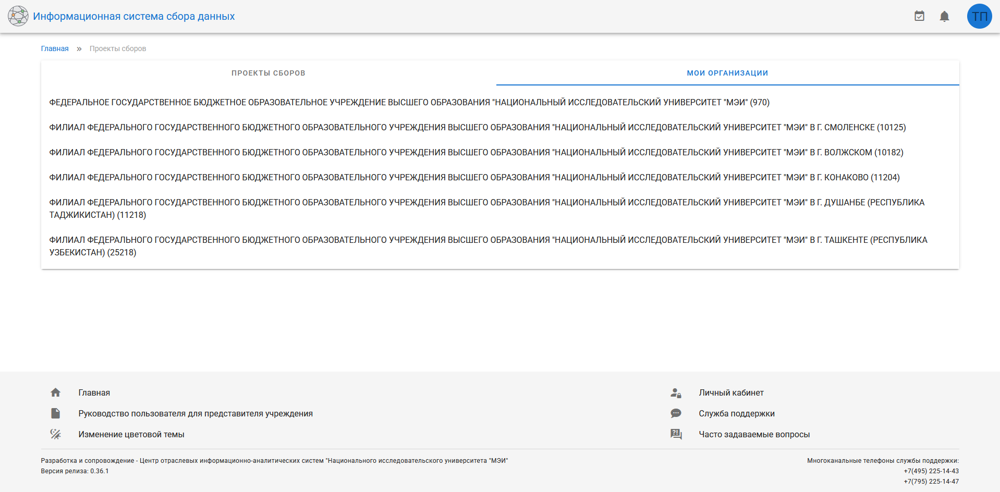 Информационная система сбора данных
ТП
Главная » Проекты сборов
ПРОЕКТЫ СБОРОВ
МОИ ОРГАНИЗАЦИИ
ФЕДЕРАЛЬНОЕ ГОСУДАРСТВЕННОЕ БЮДЖЕТНОЕ ОБРАЗОВАТЕЛЬНОЕ УЧРЕЖДЕНИЕ ВЫСШЕГО ОБРАЗОВАНИЯ "НАЦИОНАЛЬНЫЙ ИССЛЕДОВАТЕЛЬСКИЙ УНИВЕРСИТЕТ "МЭИ" (970)
ФИЛИАЛ ФЕДЕРАЛЬНОГО ГОСУДАРСТВЕННОГО БЮДЖЕТНОГО ОБРАЗОВАТЕЛЬНОГО УЧРЕЖДЕНИЯ ВЫСШЕГО ОБРАЗОВАНИЯ "НАЦИОНАЛЬНЫЙ ИССЛЕДОВАТЕЛЬСКИЙ УНИВЕРСИТЕТ "МЭИ" В Г. СМОЛЕНСКЕ (10125)
ФИЛИАЛ ФЕДЕРАЛЬНОГО ГОСУДАРСТВЕННОГО БЮДЖЕТНОГО ОБРАЗОВАТЕЛЬНОГО УЧРЕЖДЕНИЯ ВЫСШЕГО ОБРАЗОВАНИЯ "НАЦИОНАЛЬНЫЙ ИССЛЕДОВАТЕЛЬСКИЙ УНИВЕРСИТЕТ "МЭИ" В Г. ВОЛЖСКОМ (10182)
ФИЛИАЛ ФЕДЕРАЛЬНОГО ГОСУДАРСТВЕННОГО БЮДЖЕТНОГО ОБРАЗОВАТЕЛЬНОГО УЧРЕЖДЕНИЯ ВЫСШЕГО ОБРАЗОВАНИЯ "НАЦИОНАЛЬНЫЙ ИССЛЕДОВАТЕЛЬСКИЙ УНИВЕРСИТЕТ "МЭИ" В Г. КОНАКОВО (11204)
ФИЛИАЛ ФЕДЕРАЛЬНОГО ГОСУДАРСТВЕННОГО БЮДЖЕТНОГО ОБРАЗОВАТЕЛЬНОГО УЧРЕЖДЕНИЯ ВЫСШЕГО ОБРАЗОВАНИЯ "НАЦИОНАЛЬНЫЙ ИССЛЕДОВАТЕЛЬСКИЙ УНИВЕРСИТЕТ "МЭИ" В Г. ДУШАНБЕ (РЕСПУБЛИКА
ТАДЖИКИСТАН) (11218)
ФИЛИАЛ ФЕДЕРАЛЬНОГО ГОСУДАРСТВЕННОГО БЮДЖЕТНОГО ОБРАЗОВАТЕЛЬНОГО УЧРЕЖДЕНИЯ ВЫСШЕГО ОБРАЗОВАНИЯ "НАЦИОНАЛЬНЫЙ ИССЛЕДОВАТЕЛЬСКИЙ УНИВЕРСИТЕТ "МЭИ" В Г. ТАШКЕНТЕ (РЕСПУБЛИКА
УЗБЕКИСТАН) (25218)
Главная
Руководство пользователя для представителя учреждения
Изменение цветовой темы
Личный кабинет
Служба поддержки
Часто задаваемые вопросы
Разработка и сопровождение - Центр отраслевых информационно-аналитических систем "Национального исследовательского университета "МЭИ"
Версия релиза: 0.36.1
Многоканальные телефоны службы поддержки:
+7(495) 225-14-43
+7(795) 225-14-47